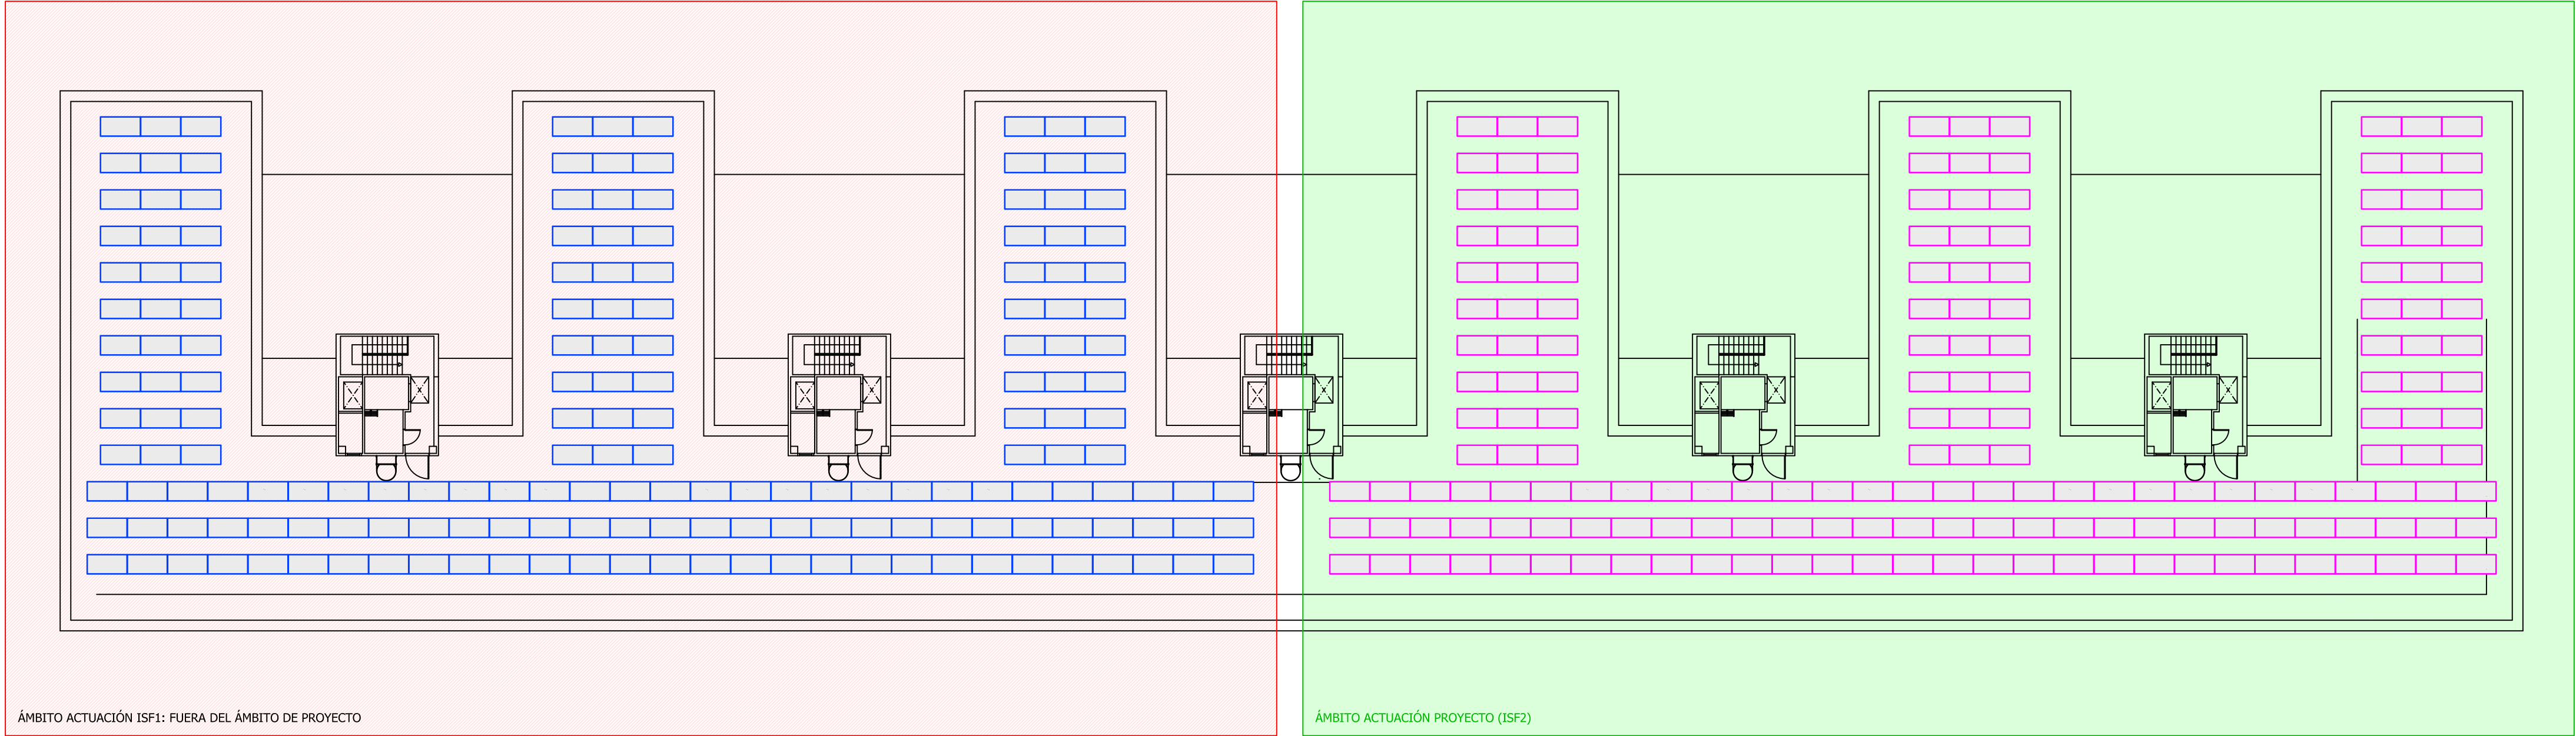 ÁMBITO ACTUACIÓN ISF1: FUERA DEL ÁMBITO DE PROYECTO
ÁMBITO ACTUACIÓN PROYECTO (ISF2)